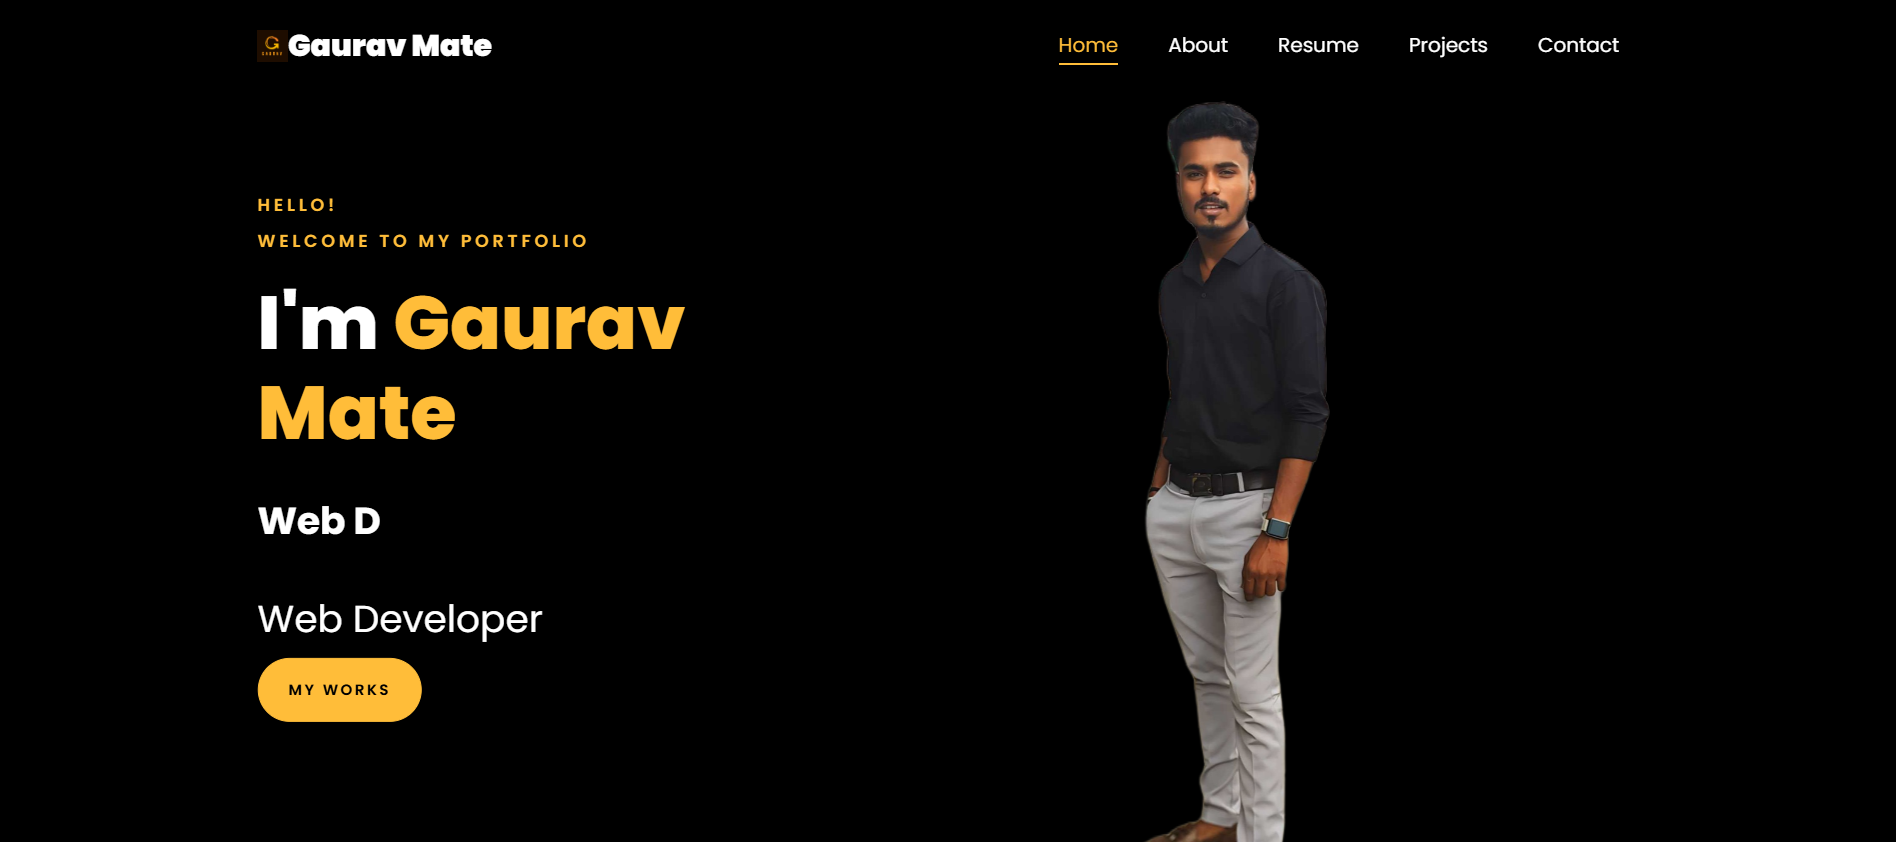 Gaurav Mate
Home About Resume Projects Contact
HELLO!
WELCOME TO MY PORTFOLIO
I'm Gaurav
Mate
Web D
Web Developer
MY WORKS